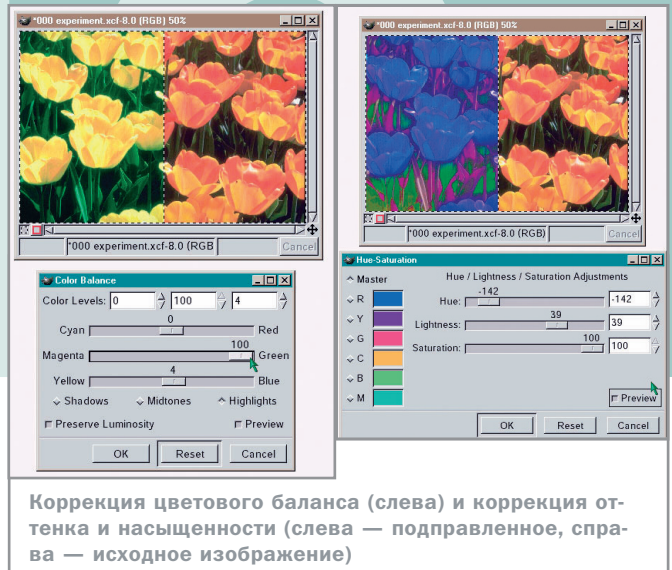 *000 experiment.xcf-8.0 (RGB) 50%
*000 experiment.xcf-8.0 (RGB
Cancel
Color Balance
Color Levels: 0 100 4
0
Cyan Red
100
Magenta Green
4
Yellow Blue
Shadows Midtones Highlights
Preserve Luminosity Preview
OK Reset Cancel
*000 experiment.xcf-8.0 (RGB) 50%
*000 experiment.xcf-8.0 (RGB
Cancel
Hue-Saturation
Master Hue / Lightness / Saturation Adjustments
R
Y
G
C
B
M
-142
Hue: -142
39
Lightness: 39
100
Saturation: 100
Preview
OK Reset Cancel
Коррекция цветового баланса (слева) и коррекция от-
тенка и насыщенности (слева — подправленное, спра-
ва — исходное изображение)